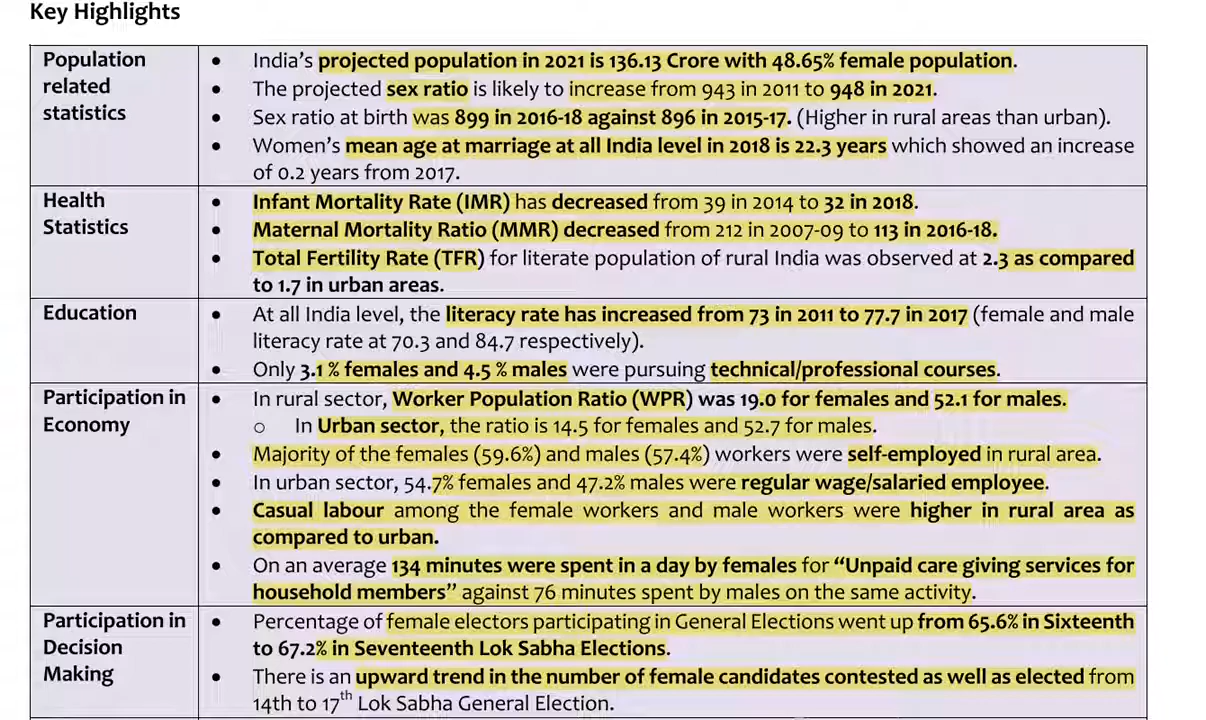 Key Highlights
Population
related
statistics
• India's projected population in 2021 is 136.13 Crore with 48.65% female population.
• The projected sex ratio is likely to increase from 943 in 2011 to 948 in 2021.
• Sex ratio at birth was 899 in 2016-18 against 896 in 2015-17. (Higher in rural areas than urban).
• Women's mean age at marriage at all India level in 2018 is 22.3 years which showed an increase
of 0.2 years from 2017.
Health
Statistics
• Infant Mortality Rate (IMR) has decreased from 39 in 2014 to 32 in 2018.
• Maternal Mortality Ratio (MMR) decreased from 212 in 2007-09 to 113 in 2016-18.
• Total Fertility Rate (TFR) for literate population of rural India was observed at 2.3 as compared
to 1.7 in urban areas.
Education
• At all India level, the literacy rate has increased from 73 in 2011 to 77.7 in 2017 (female and male
literacy rate at 70.3 and 84.7 respectively).
• Only 3.1 % females and 4.5 % males were pursuing technical/professional courses.
Participation in
Economy
• In rural sector, Worker Population Ratio (WPR) was 19.0 for females and 52.1 for males.
o In Urban sector, the ratio is 14.5 for females and 52.7 for males.
• Majority of the females (59.6%) and males (57.4%) workers were self-employed in rural area.
• In urban sector, 54.7% females and 47.2% males were regular wage/salaried employee.
• Casual labour among the female workers and male workers were higher in rural area as
compared to urban.
• On an average 134 minutes were spent in a day by females for “Unpaid care giving services for
household members” against 76 minutes spent by males on the same activity.
Participation in
Decision
Making
• Percentage of female electors participating in General Elections went up from 65.6% in Sixteenth
to 67.2% in Seventeenth Lok Sabha Elections.
• There is an upward trend in the number of female candidates contested as well as elected from
14th to 17th Lok Sabha General Election.